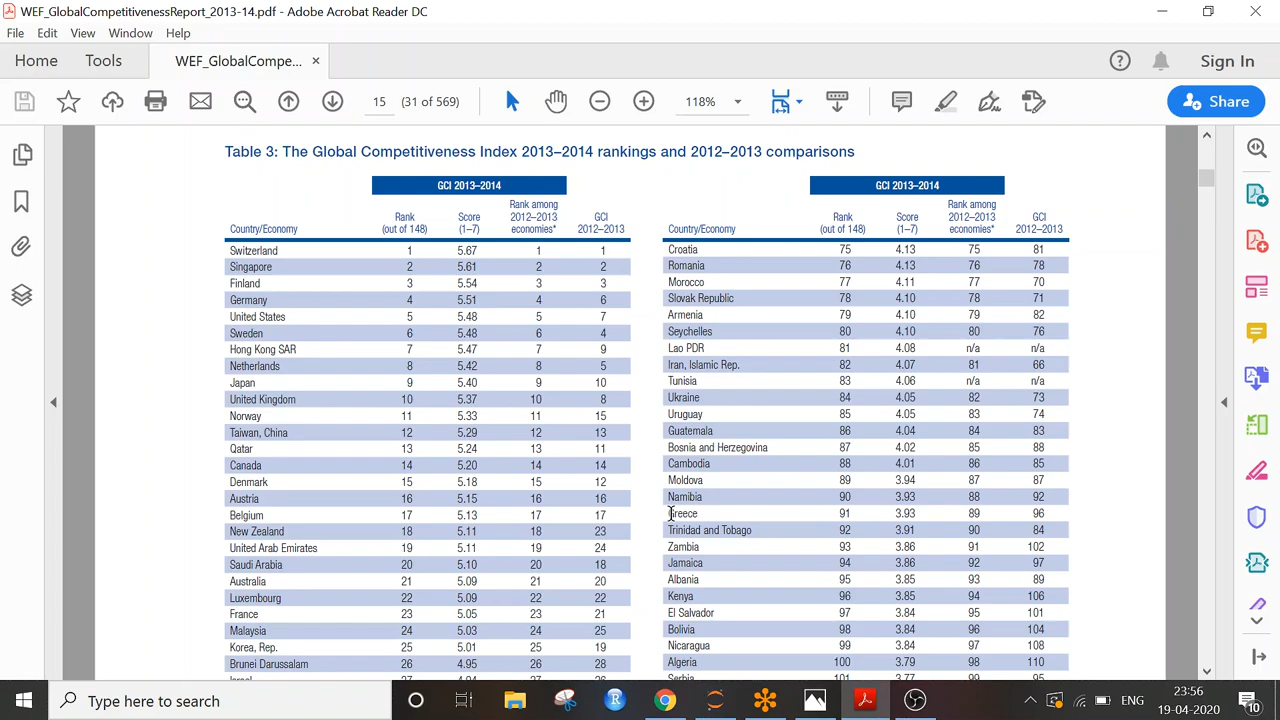 WEF_GlobalCompetitivenessReport_2013-14.pdf - Adobe Acrobat Reader DC
File Edit View Window Help
Home Tools WEF_GlobalCompe... × Sign In
15 (31 of 569) 118% Share
Table 3: The Global Competitiveness Index 2013–2014 rankings and 2012–2013 comparisons
GCI 2013–2014
Country/Economy Rank (out of 148) Score (1–7) Rank among 2012–2013 economies* GCI 2012–2013
Switzerland 1 5.67 1 1
Singapore 2 5.61 2 2
Finland 3 5.54 3 3
Germany 4 5.51 4 6
United States 5 5.48 5 7
Sweden 6 5.48 6 4
Hong Kong SAR 7 5.47 7 9
Netherlands 8 5.42 8 5
Japan 9 5.40 9 10
United Kingdom 10 5.37 10 8
Norway 11 5.33 11 15
Taiwan, China 12 5.29 12 13
Qatar 13 5.24 13 11
Canada 14 5.20 14 14
Denmark 15 5.18 15 12
Austria 16 5.15 16 16
Belgium 17 5.13 17 17
New Zealand 18 5.11 18 23
United Arab Emirates 19 5.11 19 24
Saudi Arabia 20 5.10 20 18
Australia 21 5.09 21 20
Luxembourg 22 5.09 22 22
France 23 5.05 23 21
Malaysia 24 5.03 24 25
Korea, Rep. 25 5.01 25 19
Brunei Darussalam 26 4.95 26 28
GCI 2013–2014
Country/Economy Rank (out of 148) Score (1–7) Rank among 2012–2013 economies* GCI 2012–2013
Croatia 75 4.13 75 81
Romania 76 4.13 76 78
Morocco 77 4.11 77 70
Slovak Republic 78 4.10 78 71
Armenia 79 4.10 79 82
Seychelles 80 4.10 80 76
Lao PDR 81 4.08 n/a n/a
Iran, Islamic Rep. 82 4.07 81 66
Tunisia 83 4.06 n/a n/a
Ukraine 84 4.05 82 73
Uruguay 85 4.05 83 74
Guatemala 86 4.04 84 83
Bosnia and Herzegovina 87 4.02 85 88
Cambodia 88 4.01 86 85
Moldova 89 3.94 87 87
Namibia 90 3.93 88 92
Greece 91 3.93 89 96
Trinidad and Tobago 92 3.91 90 84
Zambia 93 3.86 91 102
Jamaica 94 3.86 92 97
Albania 95 3.85 93 89
Kenya 96 3.85 94 106
El Salvador 97 3.84 95 101
Bolivia 98 3.84 96 104
Nicaragua 99 3.84 97 108
Algeria 100 3.79 98 110
Type here to search
ENG
23:56
19-04-2020
10